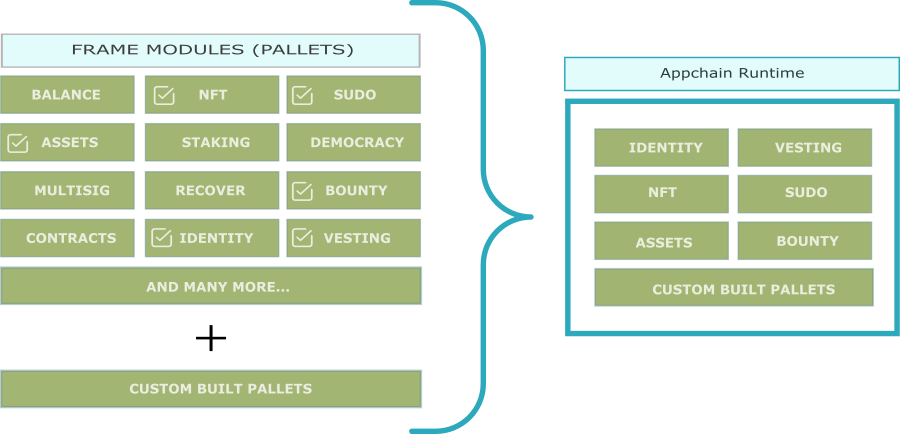 FRAME MODULES (PALLETS)
BALANCE
NFT
SUDO
ASSETS
STAKING
DEMOCRACY
MULTISIG
RECOVER
BOUNTY
CONTRACTS
IDENTITY
VESTING
AND MANY MORE...
+
CUSTOM BUILT PALLETS
Appchain Runtime
IDENTITY
VESTING
NFT
SUDO
ASSETS
BOUNTY
CUSTOM BUILT PALLETS